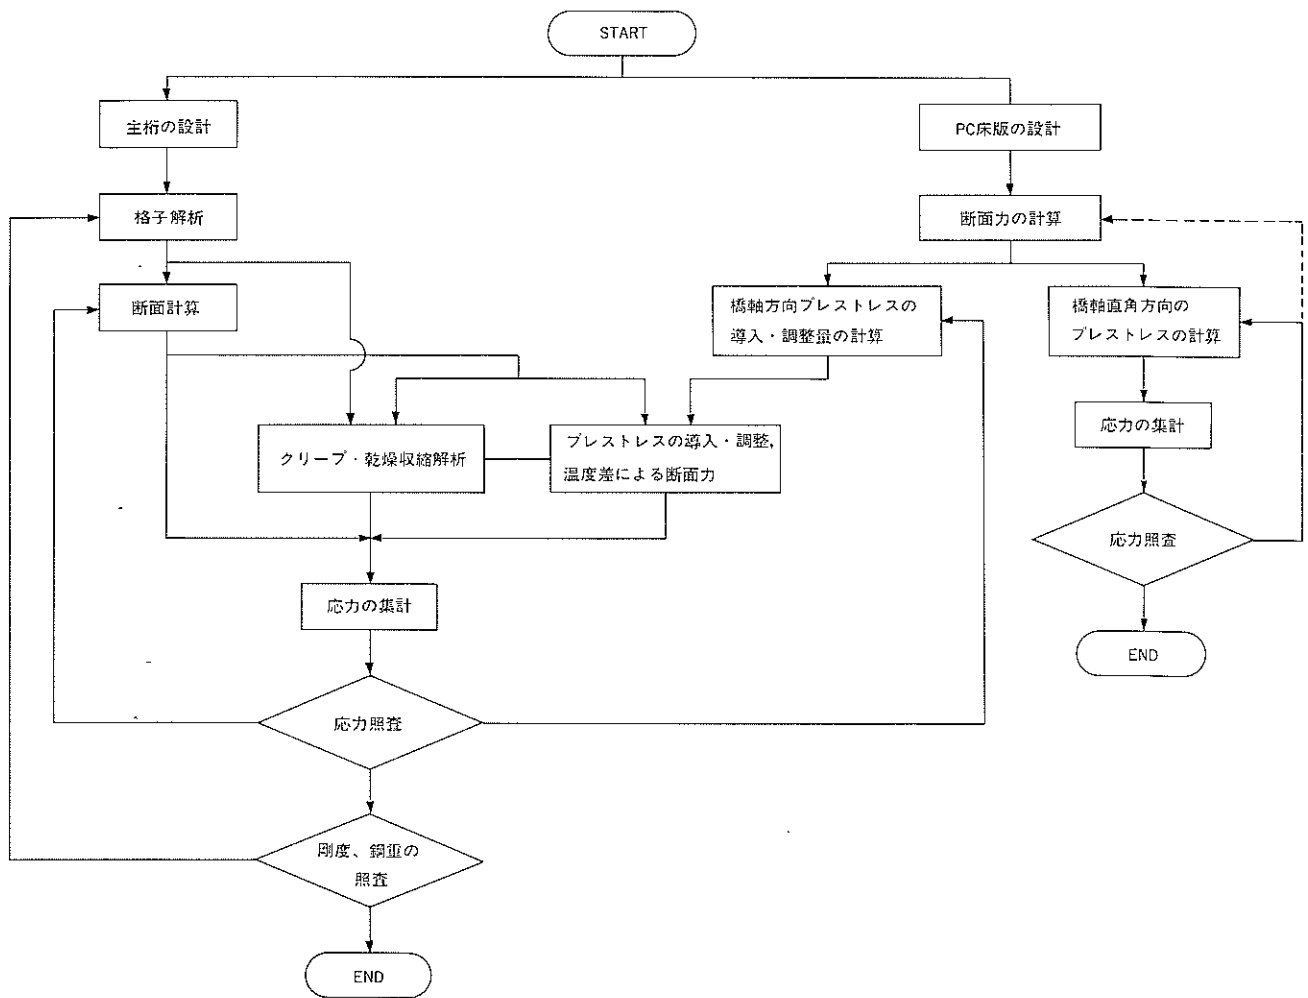 START
主桁の設計
PC床版の設計
格子解析
断面力の計算
断面計算
橋軸方向プレストレスの
導入・調整量の計算
橋軸直角方向の
プレストレスの計算
応力の集計
クリープ・乾燥収縮解析
プレストレスの導入・調整,
温度差による断面力
応力照査
END
応力の集計
応力照査
剛度、鋼重の
照査
END